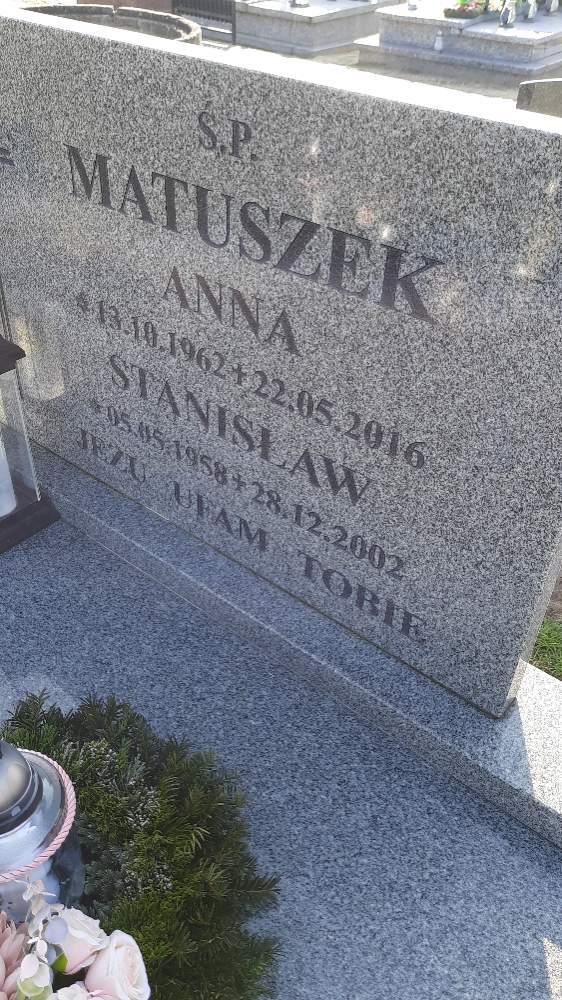 Ś.P.
MATUSZEK
ANNA
* 13.10.1962 + 22.05.2016
STANISŁAW
* 05.05.1958 + 28.12.2002
JEZU UFAM TOBIE